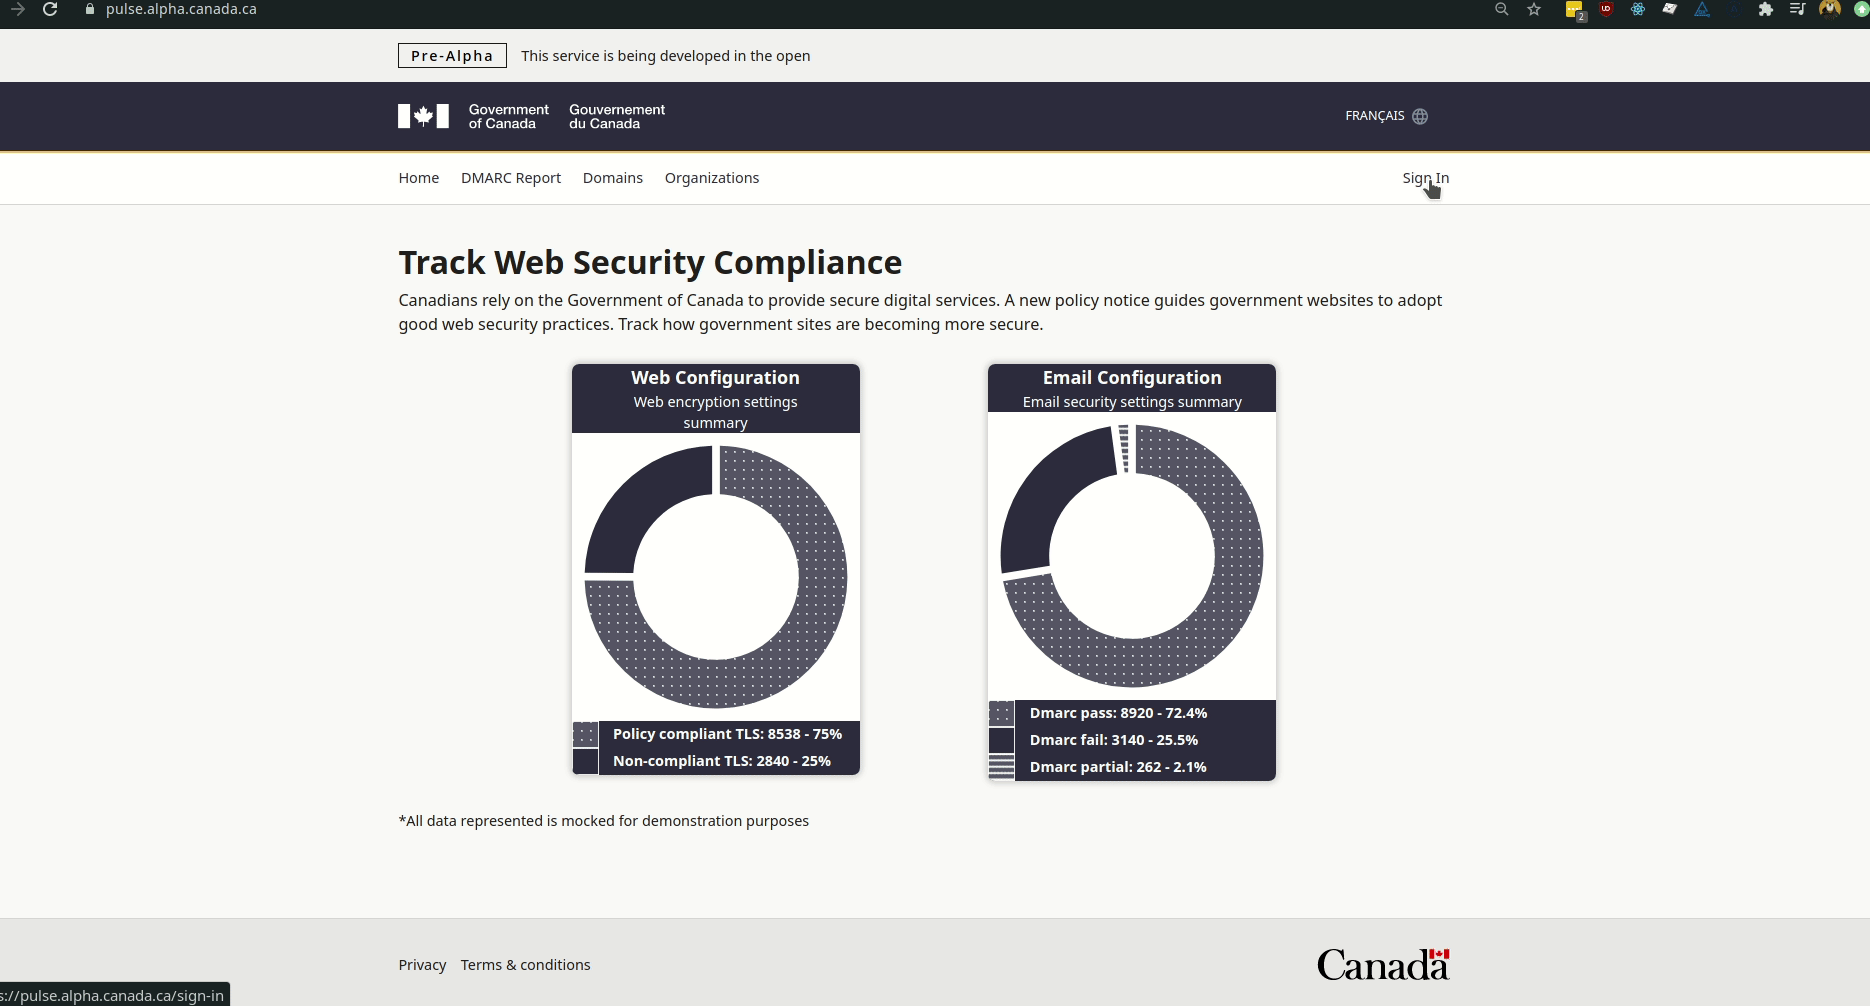 pulse.alpha.canada.ca
2
Pre-Alpha This service is being developed in the open
Government
of Canada
Gouvernement
du Canada
FRANÇAIS
Home DMARC Report Domains Organizations Sign In
Track Web Security Compliance
Canadians rely on the Government of Canada to provide secure digital services. A new policy notice guides government websites to adopt
good web security practices. Track how government sites are becoming more secure.
Web Configuration
Web encryption settings
summary
Policy compliant TLS: 8538 - 75%
Non-compliant TLS: 2840 - 25%
Email Configuration
Email security settings summary
Dmarc pass: 8920 - 72.4%
Dmarc fail: 3140 - 25.5%
Dmarc partial: 262 - 2.1%
*All data represented is mocked for demonstration purposes
Privacy Terms & conditions
Canada
s://pulse.alpha.canada.ca/sign-in